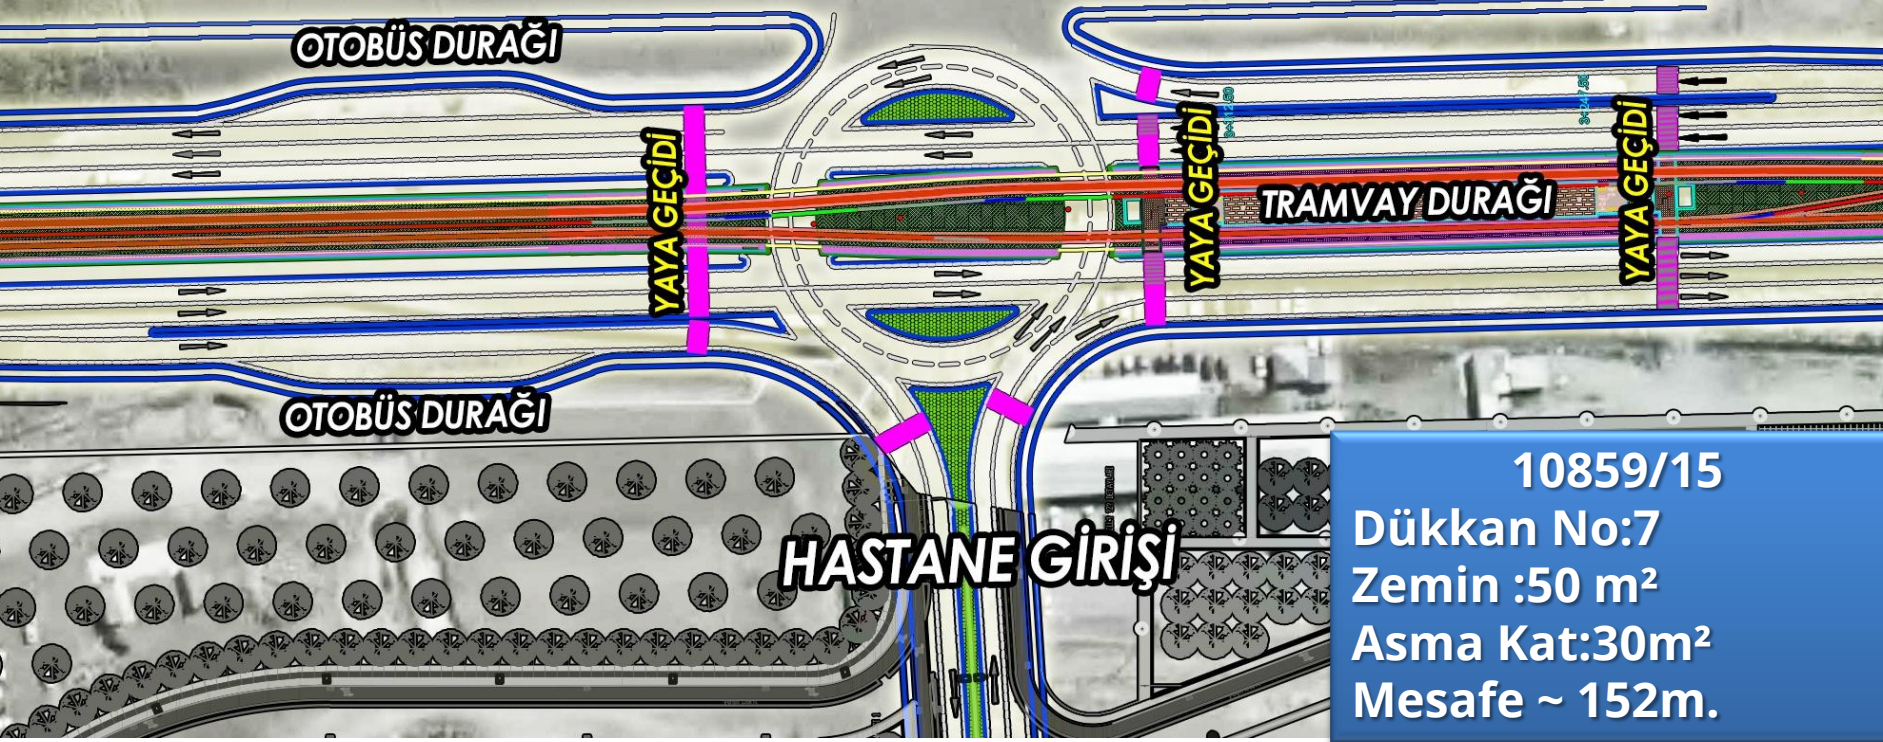 OTOBÜS DURAĞI
YAYA GEÇİDİ
YAYA GEÇİDİ
YAYA GEÇİDİ
TRAMVAY DURAĞI
OTOBÜS DURAĞI
HASTANE GİRİŞİ
10859/15
Dükkan No:7
Zemin :50 m²
Asma Kat:30m²
Mesafe ~ 152m.